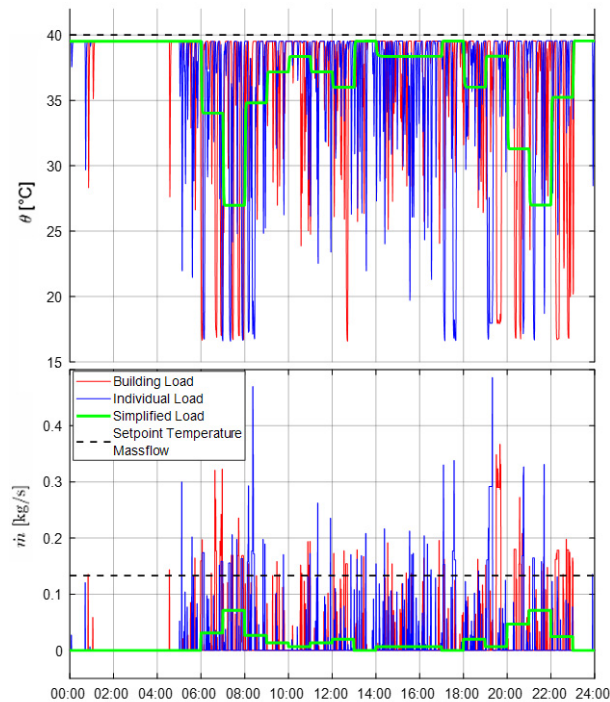 40
35
30
25
20
15
θ [°C]
Building Load
Individual Load
Simplified Load
Setpoint Temperature
Massflow
0.4
0.3
0.2
0.1
0
ṁ [kg/s]
00:00 02:00 04:00 06:00 08:00 10:00 12:00 14:00 16:00 18:00 20:00 22:00 24:00